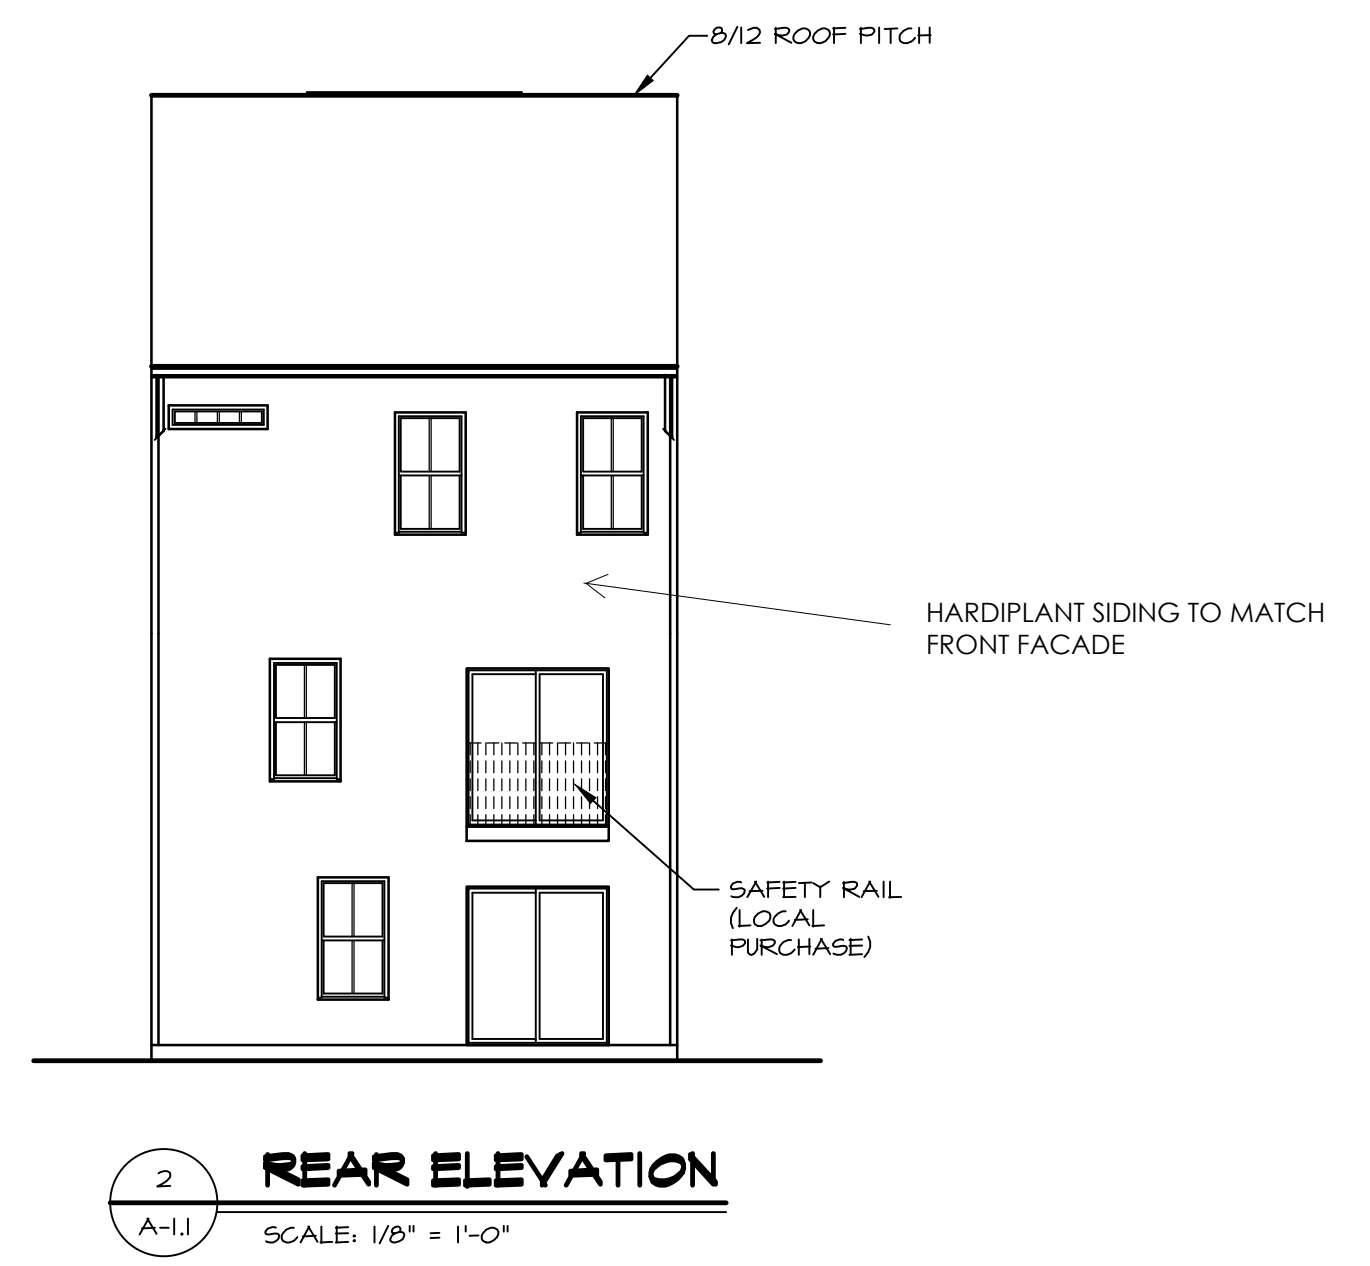 8/12 ROOF PITCH
HARDIPLANT SIDING TO MATCH
FRONT FACADE
SAFETY RAIL
(LOCAL
PURCHASE)
2
REAR ELEVATION
A-1.1
SCALE: 1/8" = 1'-0"